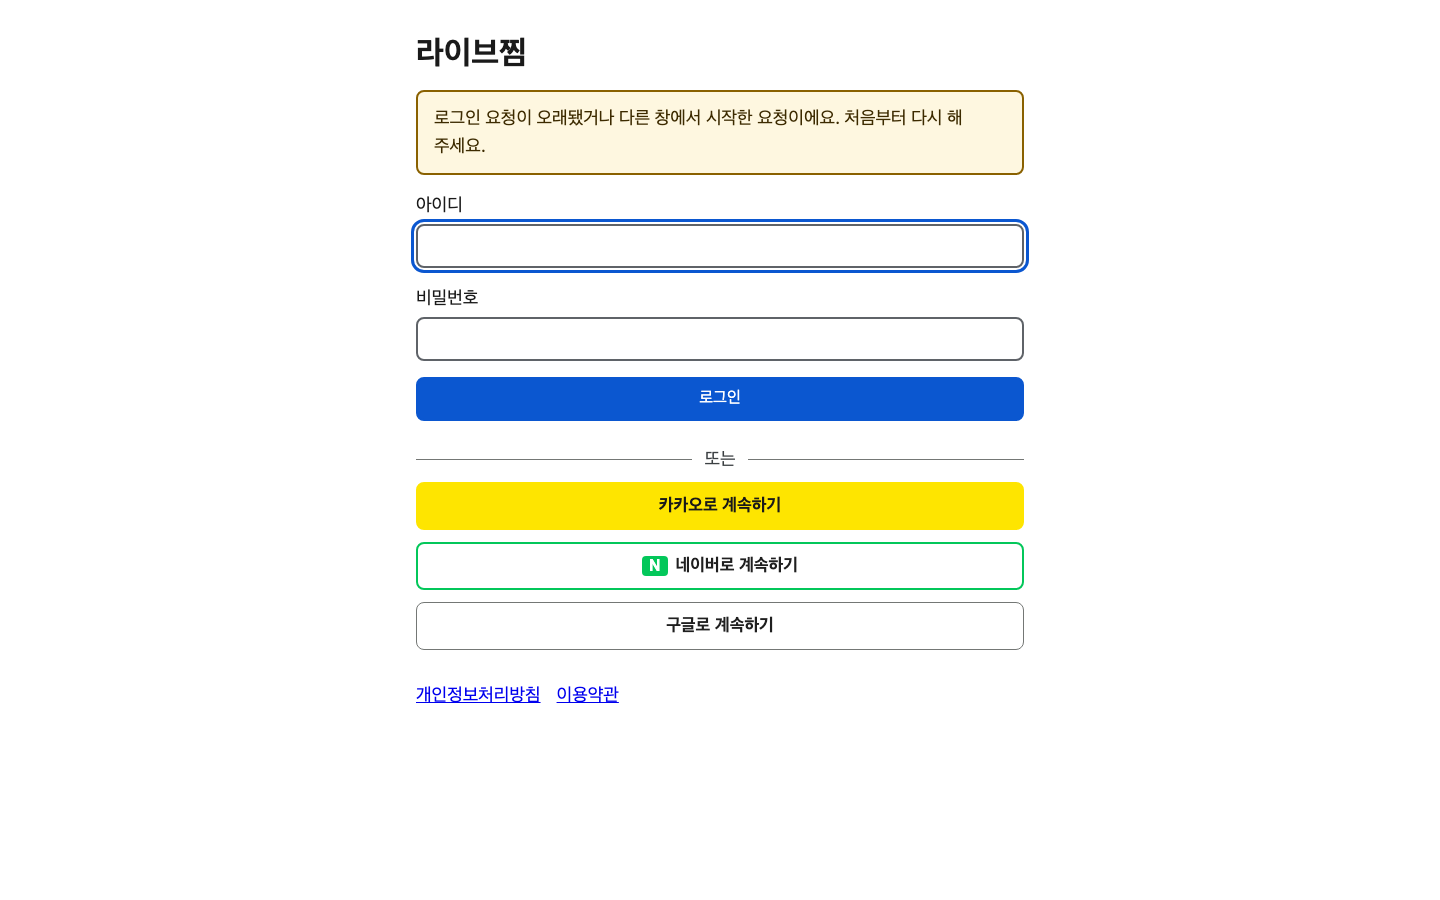 라이브찜
로그인 요청이 오래됐거나 다른 창에서 시작한 요청이에요. 처음부터 다시 해
주세요.
아이디
비밀번호
로그인
또는
카카오로 계속하기
N 네이버로 계속하기
구글로 계속하기
개인정보처리방침 이용약관